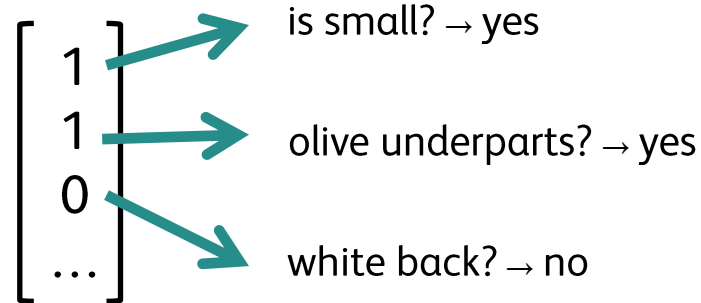 is small? → yes
1
1
olive underparts? → yes
0
white back? → no
...